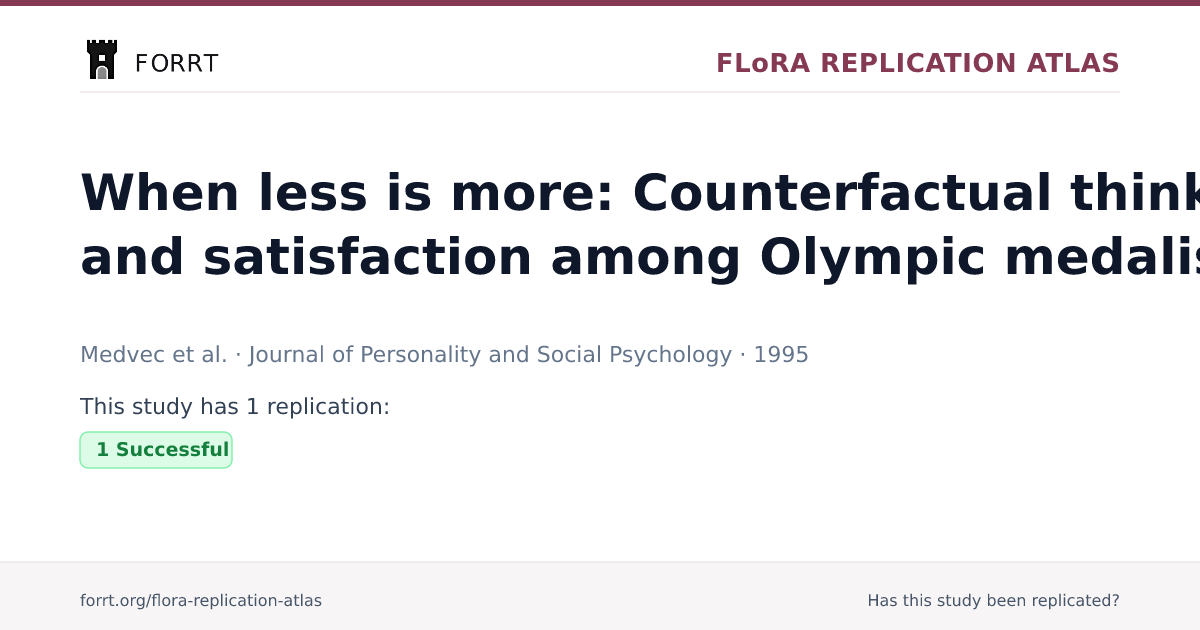 FORRT
FLoRA REPLICATION ATLAS
When less is more: Counterfactual think
and satisfaction among Olympic medalis
Medvec et al. · Journal of Personality and Social Psychology · 1995
This study has 1 replication:
1 Successful
forrt.org/flora-replication-atlas
Has this study been replicated?